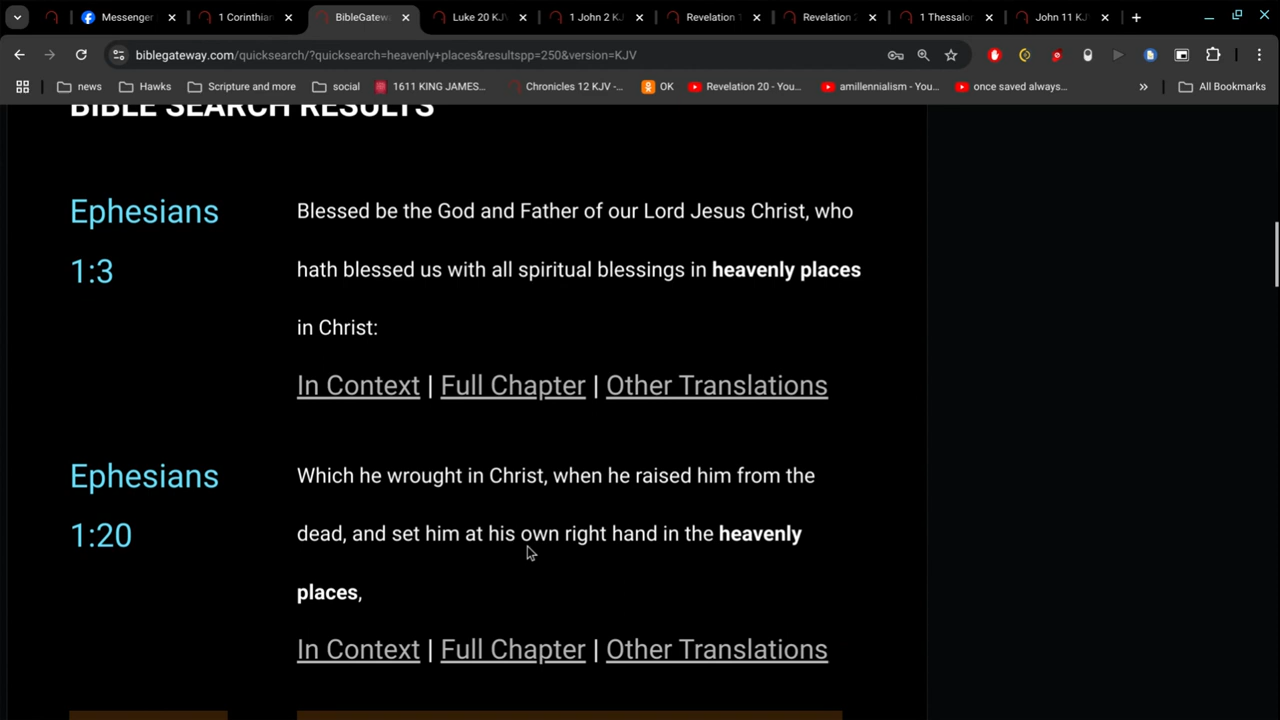 Messenger
1 Corinthian
BibleGatew
Luke 20 KJV
1 John 2 KJ
Revelation
Revelation 2
1 Thessalo
John 11 KJV
biblegateway.com/quicksearch/?quicksearch=heavenly+places&resultspp=250&version=KJV
news
Hawks
Scripture and more
social
1611 KING JAMES...
Chronicles 12 KJV -...
OK
Revelation 20 - You...
amillennialism - You...
once saved always...
All Bookmarks
BIBLE SEARCH RESULTS
Ephesians
1:3
Blessed be the God and Father of our Lord Jesus Christ, who
hath blessed us with all spiritual blessings in heavenly places
in Christ:
In Context | Full Chapter | Other Translations
Ephesians
1:20
Which he wrought in Christ, when he raised him from the
dead, and set him at his own right hand in the heavenly
places,
In Context | Full Chapter | Other Translations